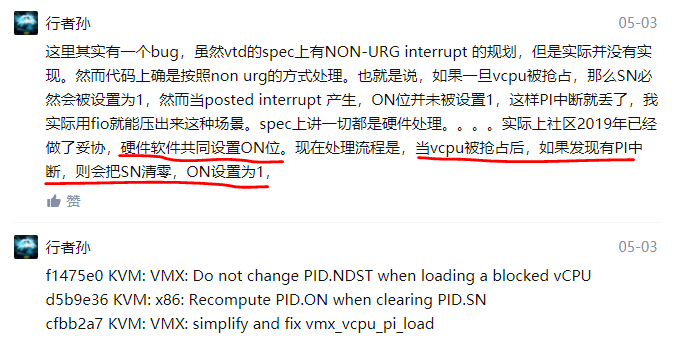 行者孙
05-03
这里其实有一个bug，虽然vtd的spec上有NON-URG interrupt 的规划，但是实际并没有实
现。然而代码上确是按照non urg的方式处理。也就是说，如果一旦vcpu被抢占，那么SN必
然会被设置为1，然而当posted interrupt 产生，ON位并未被设置1，这样PI中断就丢了，我
实际用fio就能压出来这种场景。spec上讲一切都是硬件处理。。。。实际上社区2019年已经
做了妥协，硬件软件共同设置ON位。现在处理流程是，当vcpu被抢占后，如果发现有PI中
断，则会把SN清零，ON设置为1，
赞
行者孙
05-03
f1475e0 KVM: VMX: Do not change PID.NDST when loading a blocked vCPU
d5b9e36 KVM: x86: Recompute PID.ON when clearing PID.SN
cfbb2a7 KVM: VMX: simplify and fix vmx_vcpu_pi_load